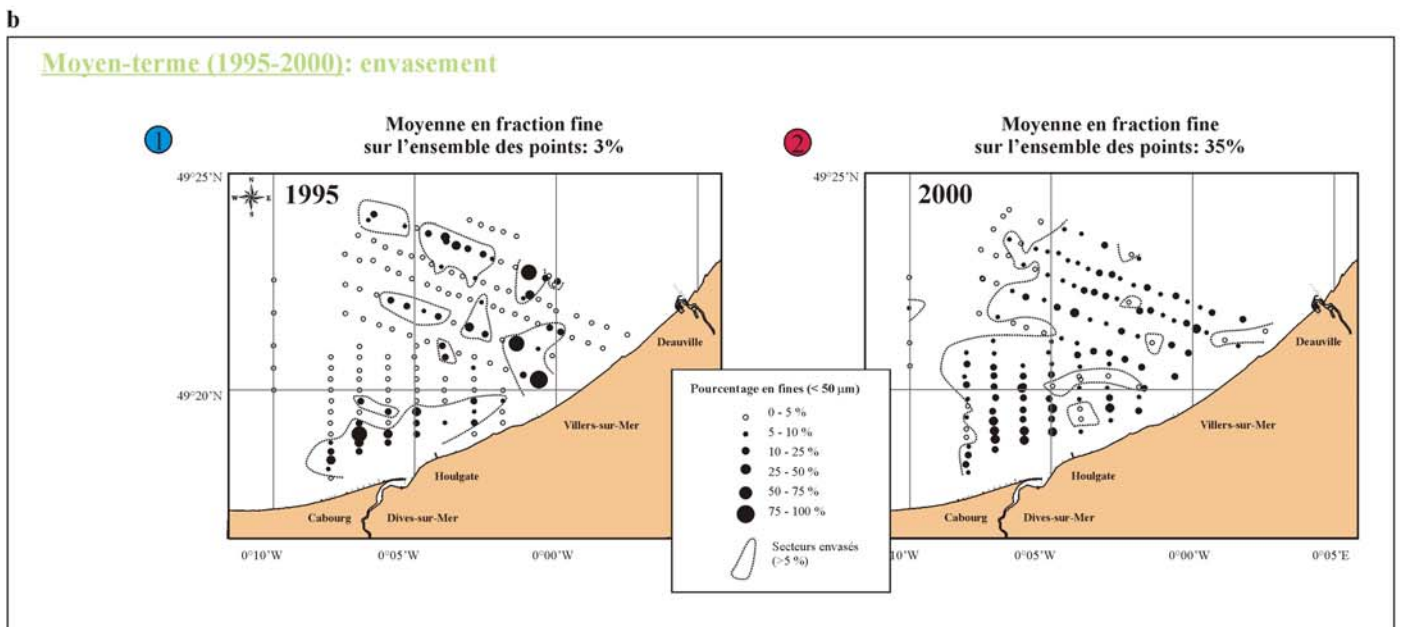 b
Moyen-terme (1995-2000): envasement
1
Moyenne en fraction fine
sur l'ensemble des points: 3%
2
Moyenne en fraction fine
sur l'ensemble des points: 35%
49°25'N
N
W E
S
1995
Deauville
49°20'N
Villers-sur-Mer
Houlgate
Cabourg
Dives-sur-Mer
0°10'W
0°05'W
0°00'W
Pourcentage en fines (< 50 µm)
0 - 5 %
5 - 10 %
10 - 25 %
25 - 50 %
50 - 75 %
75 - 100 %
Secteurs envasés
(>5 %)
49°25'N
2000
Deauville
Villers-sur-Mer
Houlgate
Cabourg
Dives-sur-Mer
10'W
0°05'W
0°00'W
0°05'E